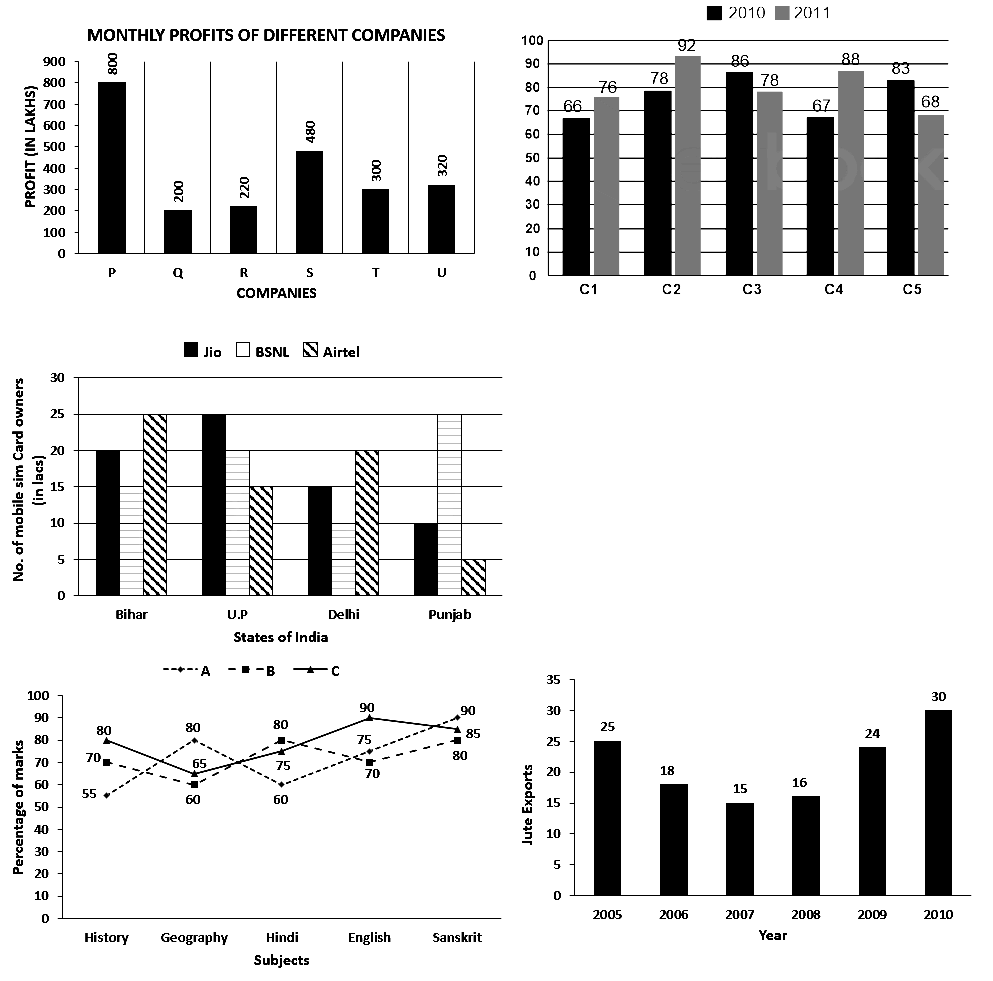 MONTHLY PROFITS OF DIFFERENT COMPANIES
PROFIT (IN LAKHS)
900
800
700
600
500
400
300
200
100
0
800
200
220
480
300
320
P Q R S T U
COMPANIES
2010 2011
100
90
80
70
60
50
40
30
20
10
0
66 76 78 92 86 78 67 88 83 68
C1 C2 C3 C4 C5
Jio BSNL Airtel
No. of mobile sim Card owners
(in lacs)
30
25
20
15
10
5
0
Bihar U.P Delhi Punjab
States of India
A B C
Percentage of marks
100
90
80
70
60
50
40
30
20
10
0
80 70 55
80 65 60
80 75 60
90 75 70
90 85 80
History Geography Hindi English Sanskrit
Subjects
Jute Exports
35
30
25
20
15
10
5
0
25 18 15 16 24 30
2005 2006 2007 2008 2009 2010
Year